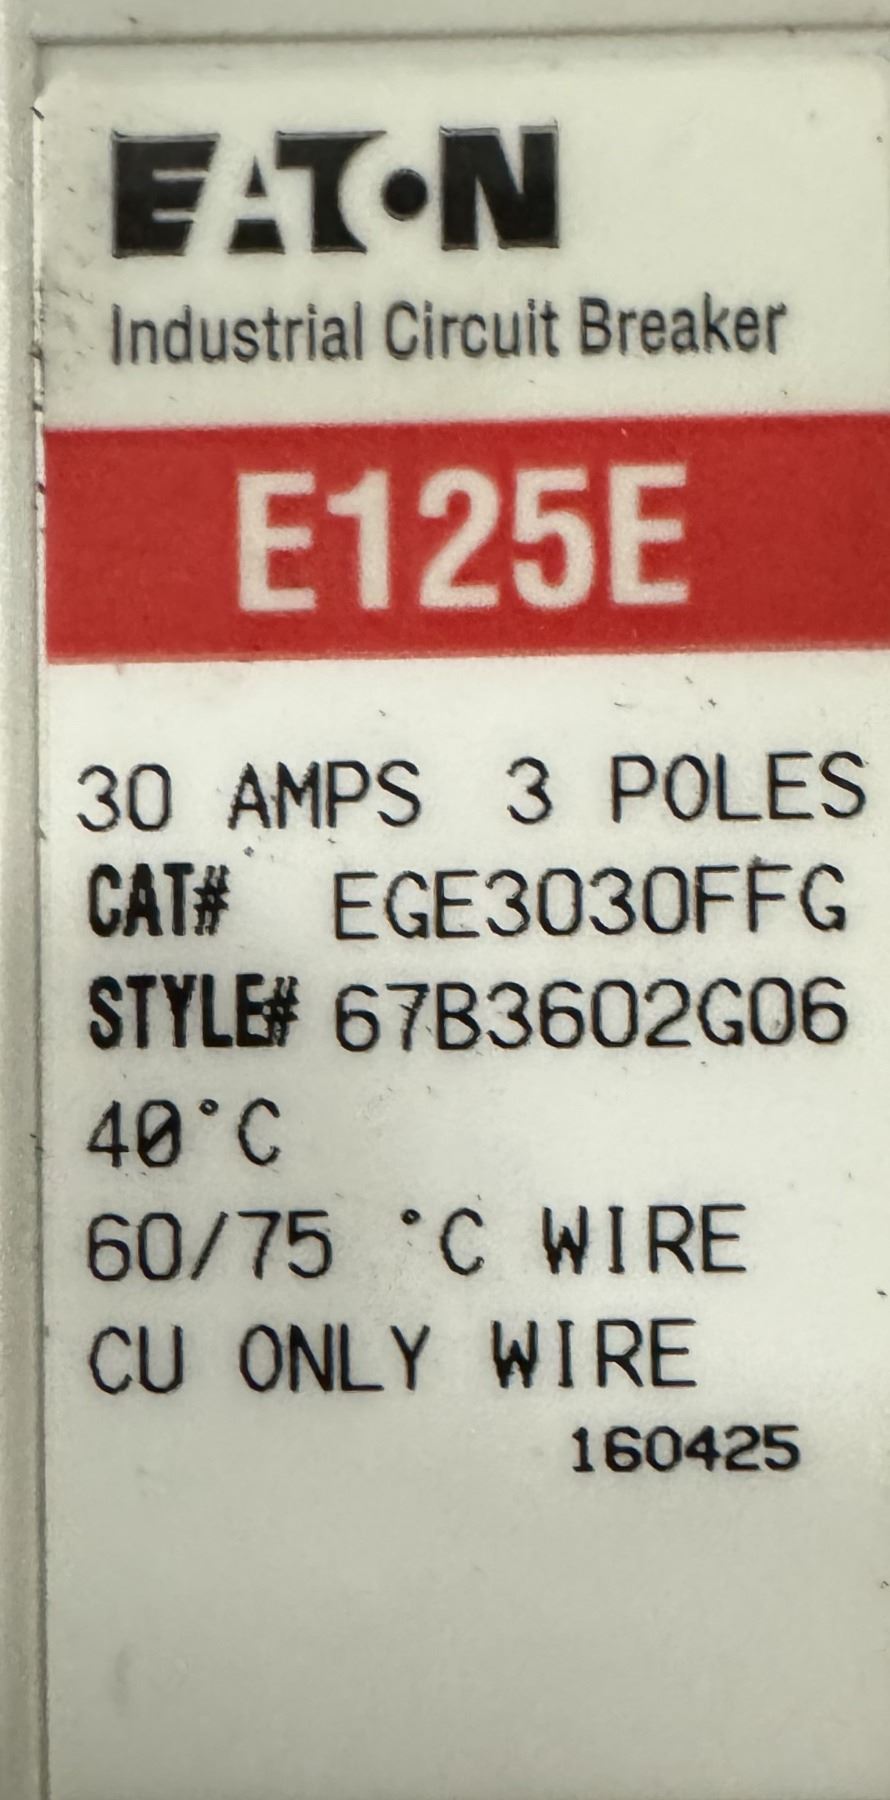 EATON
Industrial Circuit Breaker
E125E
30 AMPS 3 POLES
CAT# EGE3030FFG
STYLE# 67B3602G06
40°C
60/75 °C WIRE
CU ONLY WIRE
160425